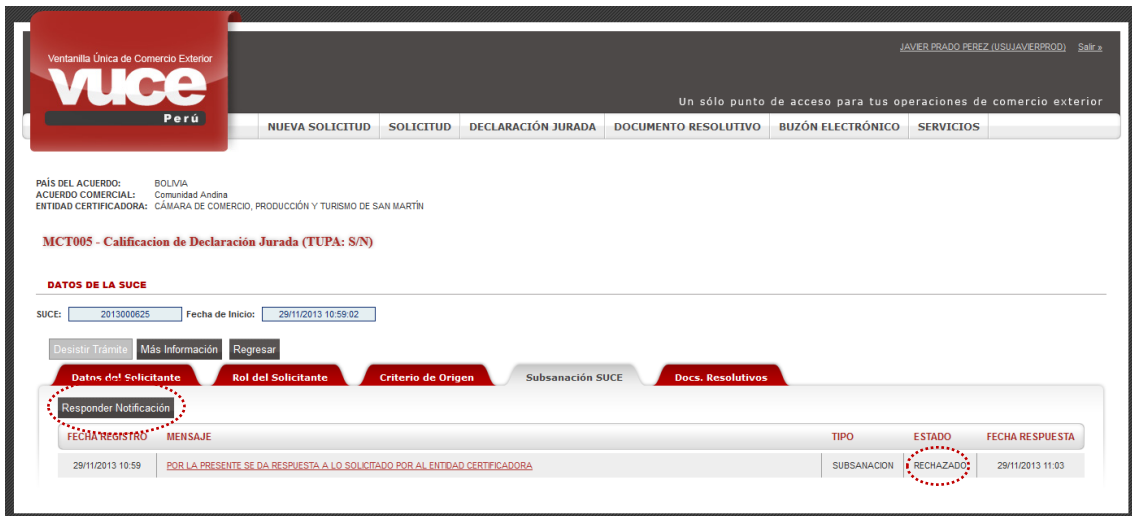 JAVIER PRADO PEREZ (USUJAVIERPROD) Salir »
Ventanilla Única de Comercio Exterior
vuce
Perú
Un sólo punto de acceso para tus operaciones de comercio exterior
NUEVA SOLICITUD SOLICITUD DECLARACIÓN JURADA DOCUMENTO RESOLUTIVO BUZÓN ELECTRÓNICO SERVICIOS
PAÍS DEL ACUERDO: BOLIVIA
ACUERDO COMERCIAL: Comunidad Andina
ENTIDAD CERTIFICADORA: CÁMARA DE COMERCIO, PRODUCCIÓN Y TURISMO DE SAN MARTÍN
MCT005 - Calificacion de Declaración Jurada (TUPA: S/N)
DATOS DE LA SUCE
SUCE: 2013000625 Fecha de Inicio: 29/11/2013 10:59:02
Desistir Trámite Más Información Regresar
Datos del Solicitante Rol del Solicitante Criterio de Origen Subsanación SUCE Docs. Resolutivos
Responder Notificación
FECHA REGISTRO MENSAJE TIPO ESTADO FECHA RESPUESTA
29/11/2013 10:59 POR LA PRESENTE SE DA RESPUESTA A LO SOLICITADO POR AL ENTIDAD CERTIFICADORA SUBSANACION RECHAZADO 29/11/2013 11:03